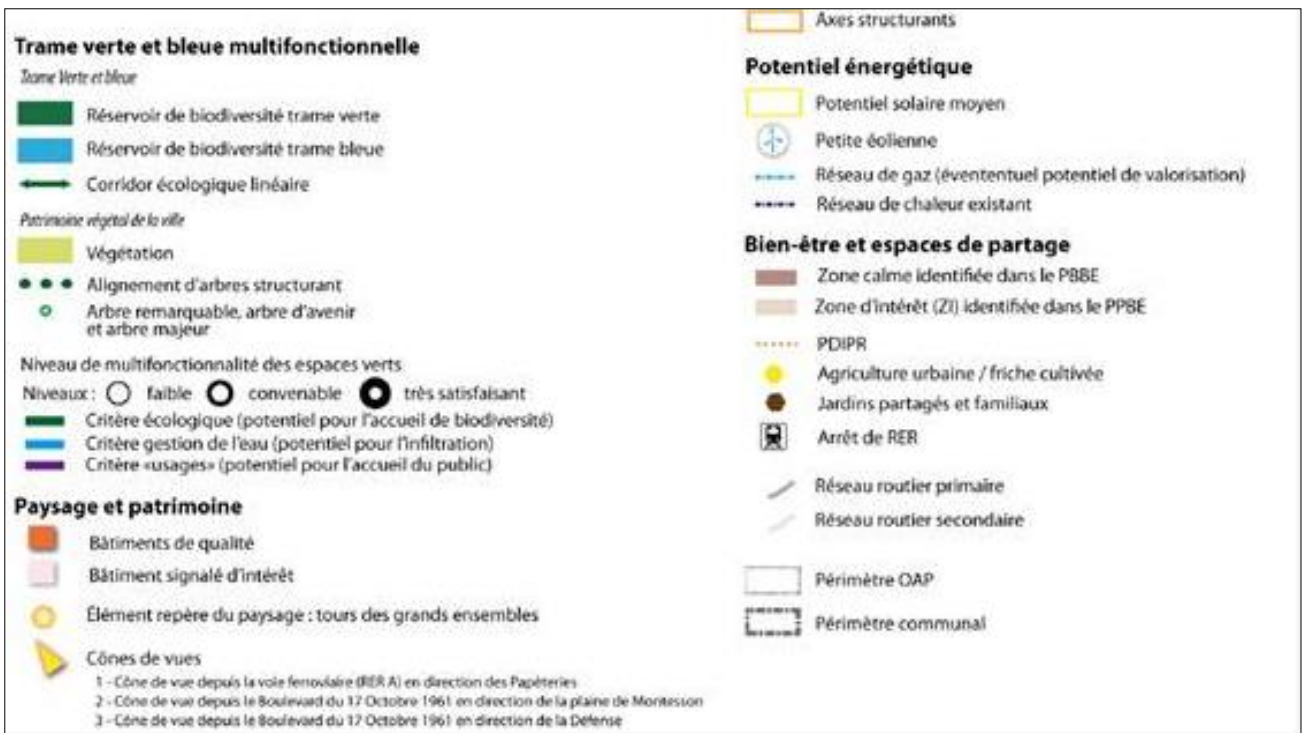 Trame verte et bleue multifonctionnelle
Trame Verte et bleue
Réservoir de biodiversité trame verte
Réservoir de biodiversité trame bleue
Corridor écologique linéaire
Patrimoine végétal de la ville
Végétation
Alignement d'arbres structurant
Arbre remarquable, arbre d'avenir
et arbre majeur
Niveau de multifonctionnalité des espaces verts
Niveaux : faible convenable très satisfaisant
Critère écologique (potentiel pour l'accueil de biodiversité)
Critère gestion de l'eau (potentiel pour l'infiltration)
Critère «usages» (potentiel pour l'accueil du public)
Paysage et patrimoine
Bâtiments de qualité
Bâtiment signalé d'intérêt
Élément repère du paysage : tours des grands ensembles
Cônes de vues
1 - Cône de vue depuis la voie ferroviaire (RER A) en direction des Papèteries
2 - Cône de vue depuis le Boulevard du 17 Octobre 1961 en direction de la plaine de Montesson
3 - Cône de vue depuis le Boulevard du 17 Octobre 1961 en direction de la Défense
Axes structurants
Potentiel énergétique
Potentiel solaire moyen
Petite éolienne
Réseau de gaz (évententuel potentiel de valorisation)
Réseau de chaleur existant
Bien-être et espaces de partage
Zone calme identifiée dans le PBBE
Zone d'intérêt (ZI) identifiée dans le PPBE
PDIPR
Agriculture urbaine / friche cultivée
Jardins partagés et familiaux
Arrêt de RER
Réseau routier primaire
Réseau routier secondaire
Périmètre OAP
Périmètre communal